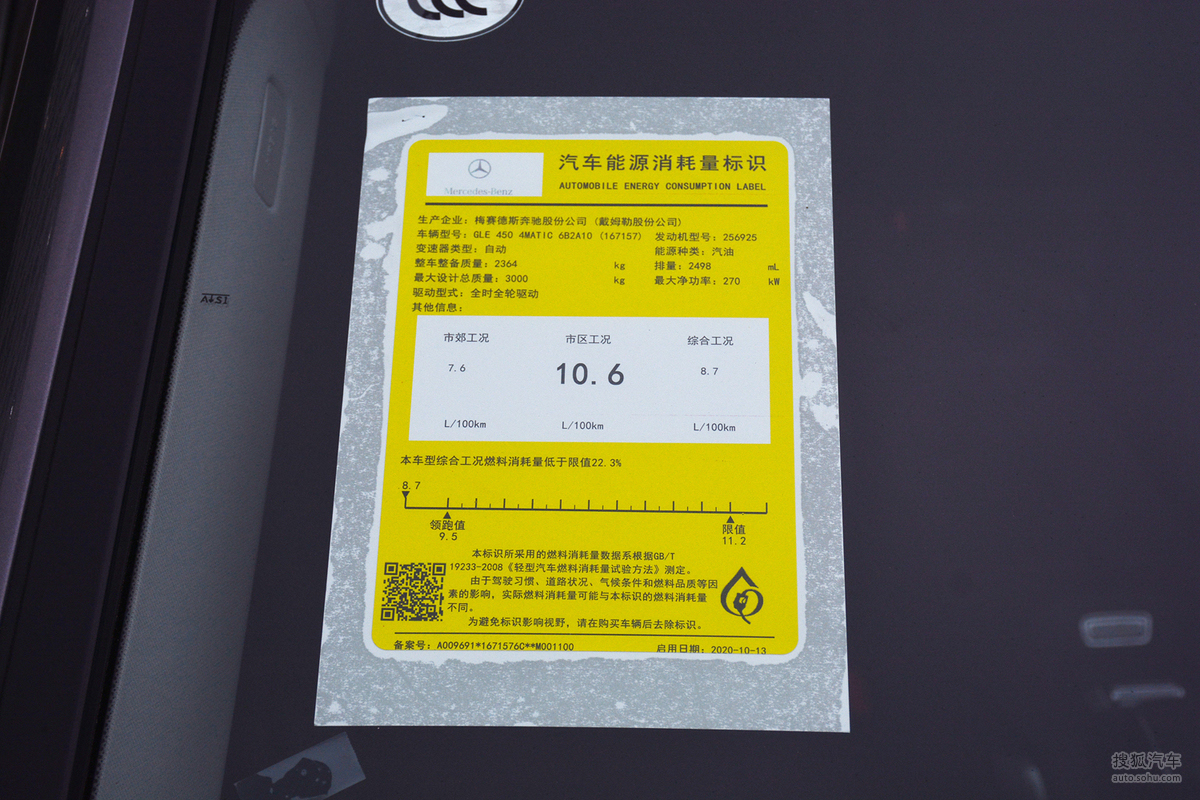 Mercedes-Benz
汽车能源消耗量标识
AUTOMOBILE ENERGY CONSUMPTION LABEL
生产企业：梅赛德斯奔驰股份公司 (戴姆勒股份公司)
车辆型号：GLE 450 4MATIC 6B2A10 (167157) 发动机型号：256925
变速器类型：自动 能源种类：汽油
整车整备质量：2364 kg 排量：2498 mL
最大设计总质量：3000 kg 最大净功率：270 kW
驱动型式：全时全轮驱动
其他信息：
市郊工况 市区工况 综合工况
7.6 10.6 8.7
L/100km L/100km L/100km
本车型综合工况燃料消耗量低于限值22.3%
8.7
领跑值 限值
9.5 11.2
本标识所采用的燃料消耗量数据系根据GB/T
19233-2008《轻型汽车燃料消耗量试验方法》测定。
由于驾驶习惯、道路状况、气候条件和燃料品质等因
素的影响，实际燃料消耗量可能与本标识的燃料消耗量
不同。
为避免标识影响视野，请在购买车辆后去除标识。
备案号：A009691*1671576C**M001100 启用日期：2020-10-13
搜狐汽车
auto.sohu.com